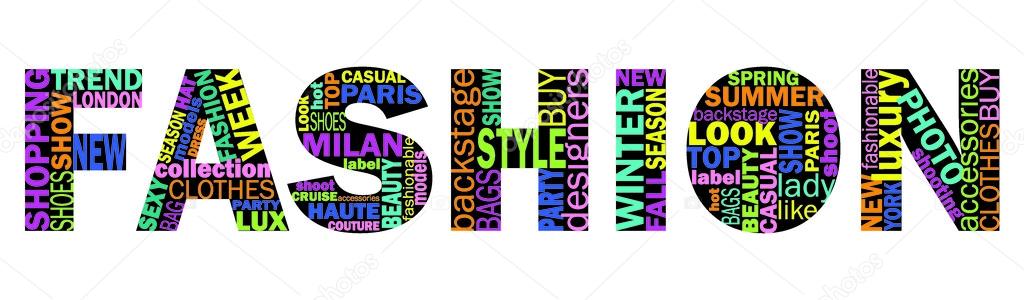 FASHION
SHOPPING
TREND
LONDON
SHOES
SHOW
NEW
SEXY
SEASON
BAG
models
HAT
DRESS
FASHION
WEEK
collection
CLOTHES
PARTY
LUX
LOOK
hot
TOP
CASUAL
PARIS
SHOES
MILAN
label
shoot
CRUISE
accessories
HAUTE
COUTURE
BEAUTY
fashionable
models
backstage
BAGS
SHOW
STYLE
PARTY
BUY
designers
NEW
WINTER
FALL
SEASON
SPRING
SUMMER
backstage
LOOK
TOP
label
hot
BAGS
BEAUTY
CASUAL
SHOW
PARIS
shoot
lady
like
NEW
YORK
fashionable
luxury
PHOTO
shooting
accessories
CLOTHES
BUY